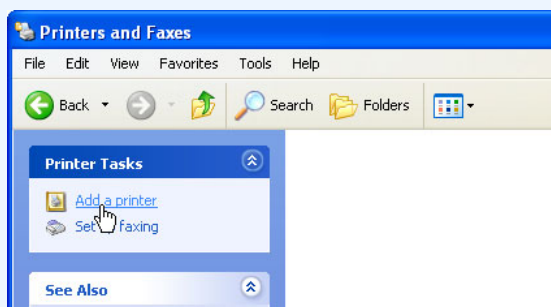 Printers and Faxes
File Edit View Favorites Tools Help
Back Search Folders
Printer Tasks
Add a printer
Set faxing
See Also